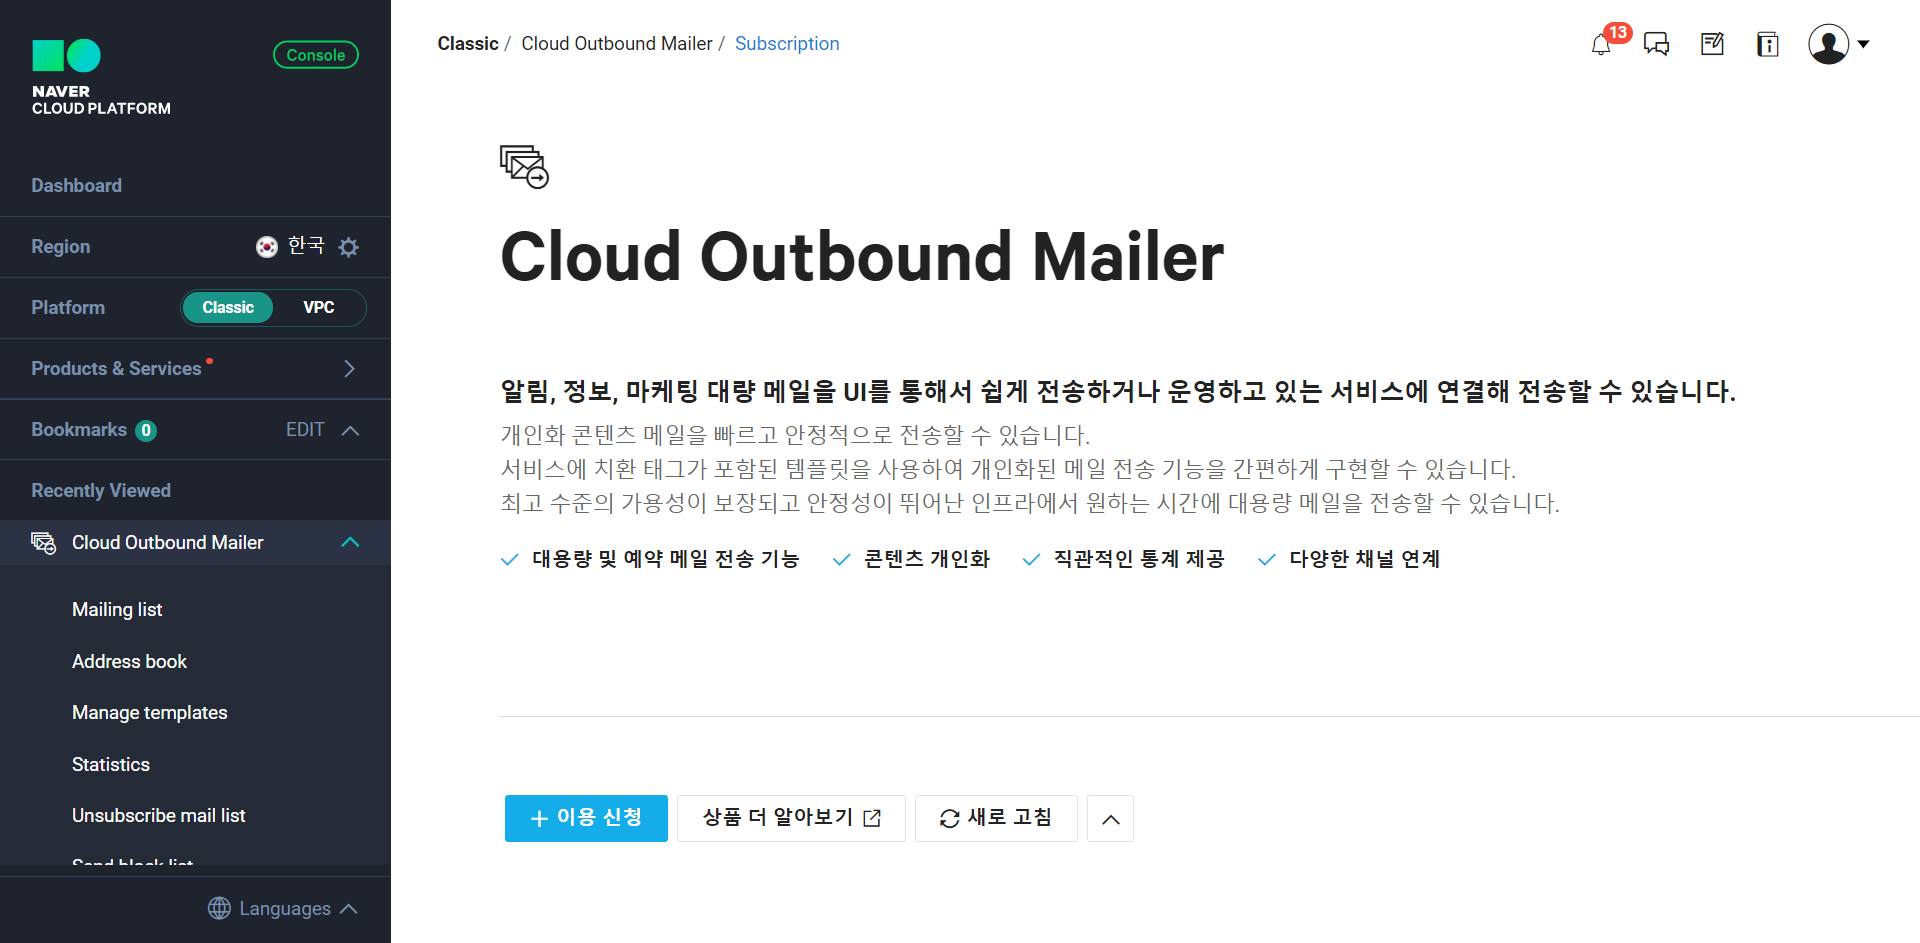 NAVER
CLOUD PLATFORM
Console
Dashboard
Region 한국
Platform Classic VPC
Products & Services
Bookmarks 0 EDIT
Recently Viewed
Cloud Outbound Mailer
Mailing list
Address book
Manage templates
Statistics
Unsubscribe mail list
Send block list
Languages
Classic / Cloud Outbound Mailer / Subscription
13
Cloud Outbound Mailer
알림, 정보, 마케팅 대량 메일을 UI를 통해서 쉽게 전송하거나 운영하고 있는 서비스에 연결해 전송할 수 있습니다.
개인화 콘텐츠 메일을 빠르고 안정적으로 전송할 수 있습니다.
서비스에 치환 태그가 포함된 템플릿을 사용하여 개인화된 메일 전송 기능을 간편하게 구현할 수 있습니다.
최고 수준의 가용성이 보장되고 안정성이 뛰어난 인프라에서 원하는 시간에 대용량 메일을 전송할 수 있습니다.
대용량 및 예약 메일 전송 기능 콘텐츠 개인화 직관적인 통계 제공 다양한 채널 연계
이용 신청 상품 더 알아보기 새로 고침